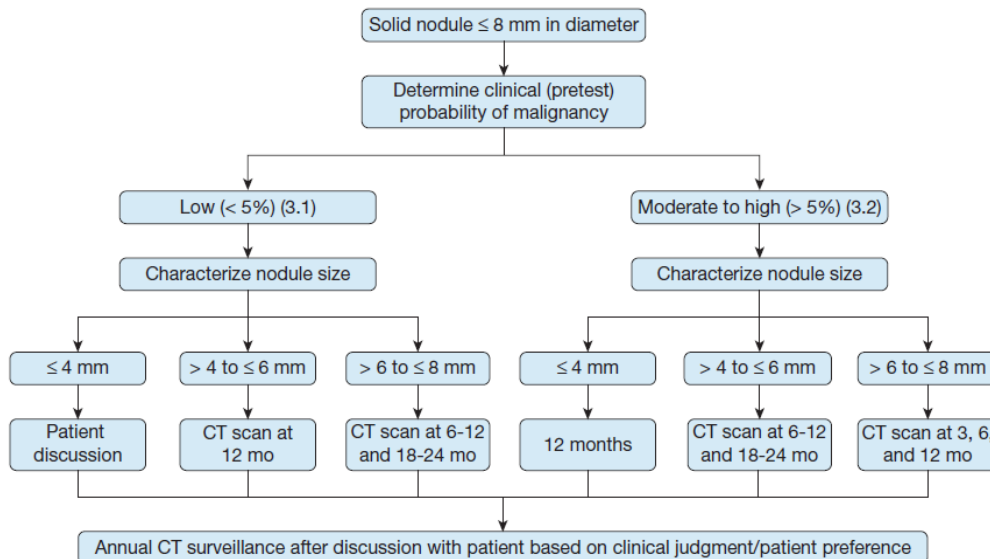 Solid nodule ≤ 8 mm in diameter
Determine clinical (pretest)
probability of malignancy
Low (< 5%) (3.1)
Moderate to high (> 5%) (3.2)
Characterize nodule size
Characterize nodule size
≤ 4 mm
> 4 to ≤ 6 mm
> 6 to ≤ 8 mm
≤ 4 mm
> 4 to ≤ 6 mm
> 6 to ≤ 8 mm
Patient
discussion
CT scan at
12 mo
CT scan at 6-12
and 18-24 mo
12 months
CT scan at 6-12
and 18-24 mo
CT scan at 3, 6,
and 12 mo
Annual CT surveillance after discussion with patient based on clinical judgment/patient preference